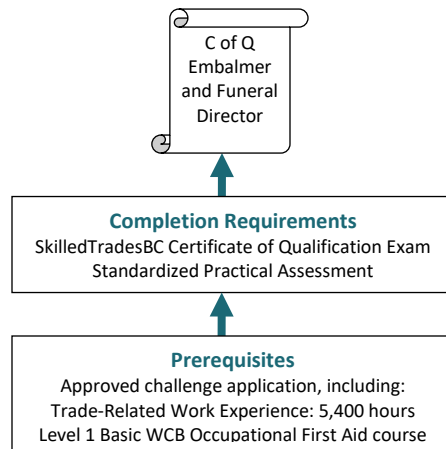 C of Q
Embalmer
and Funeral
Director
Completion Requirements
SkilledTradesBC Certificate of Qualification Exam
Standardized Practical Assessment
Prerequisites
Approved challenge application, including:
Trade-Related Work Experience: 5,400 hours
Level 1 Basic WCB Occupational First Aid course